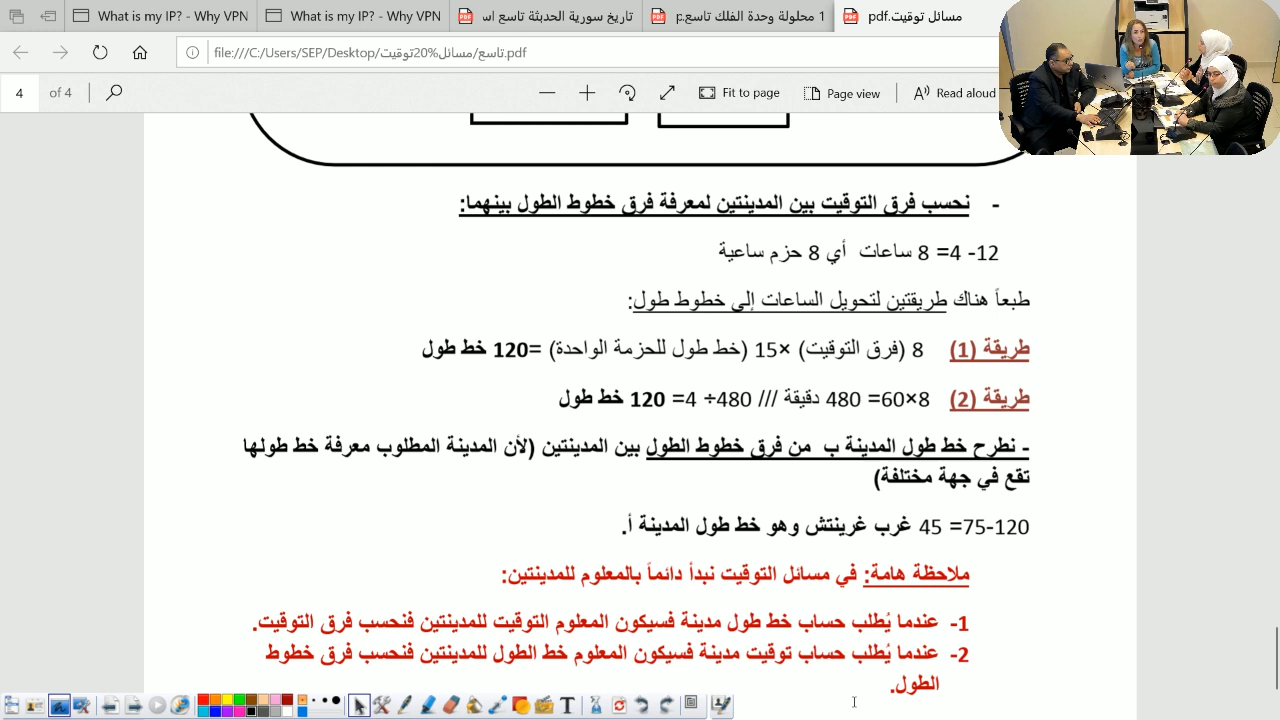 What is my IP? - Why VPN
What is my IP? - Why VPN
تاريخ سورية الحديثة تاسع اس
1 محلولة وحدة الفلك تاسع.p
مسائل توقيت.pdf
file:///C:/Users/SEP/Desktop/تاسع/مسائل%20توقيت.pdf
4 of 4
Fit to page
Page view
Read aloud
- نحسب فرق التوقيت بين المدينتين لمعرفة فرق خطوط الطول بينهما:
12- 4= 8 ساعات أي 8 حزم ساعية
طبعاً هناك طريقتين لتحويل الساعات إلى خطوط طول:
طريقة (1) 8 (فرق التوقيت) ×15 (خط طول للحزمة الواحدة) =120 خط طول
طريقة (2) 8×60= 480 دقيقة /// 480÷ 4= 120 خط طول
- نطرح خط طول المدينة ب من فرق خطوط الطول بين المدينتين (لأن المدينة المطلوب معرفة خط طولها
تقع في جهة مختلفة)
120-75= 45 غرب غرينتش وهو خط طول المدينة أ.
ملاحظة هامة: في مسائل التوقيت نبدأ دائماً بالمعلوم للمدينتين:
1- عندما يُطلب حساب خط طول مدينة فسيكون المعلوم التوقيت للمدينتين فنحسب فرق التوقيت.
2- عندما يُطلب حساب توقيت مدينة فسيكون المعلوم خط الطول للمدينتين فنحسب فرق خطوط
الطول.